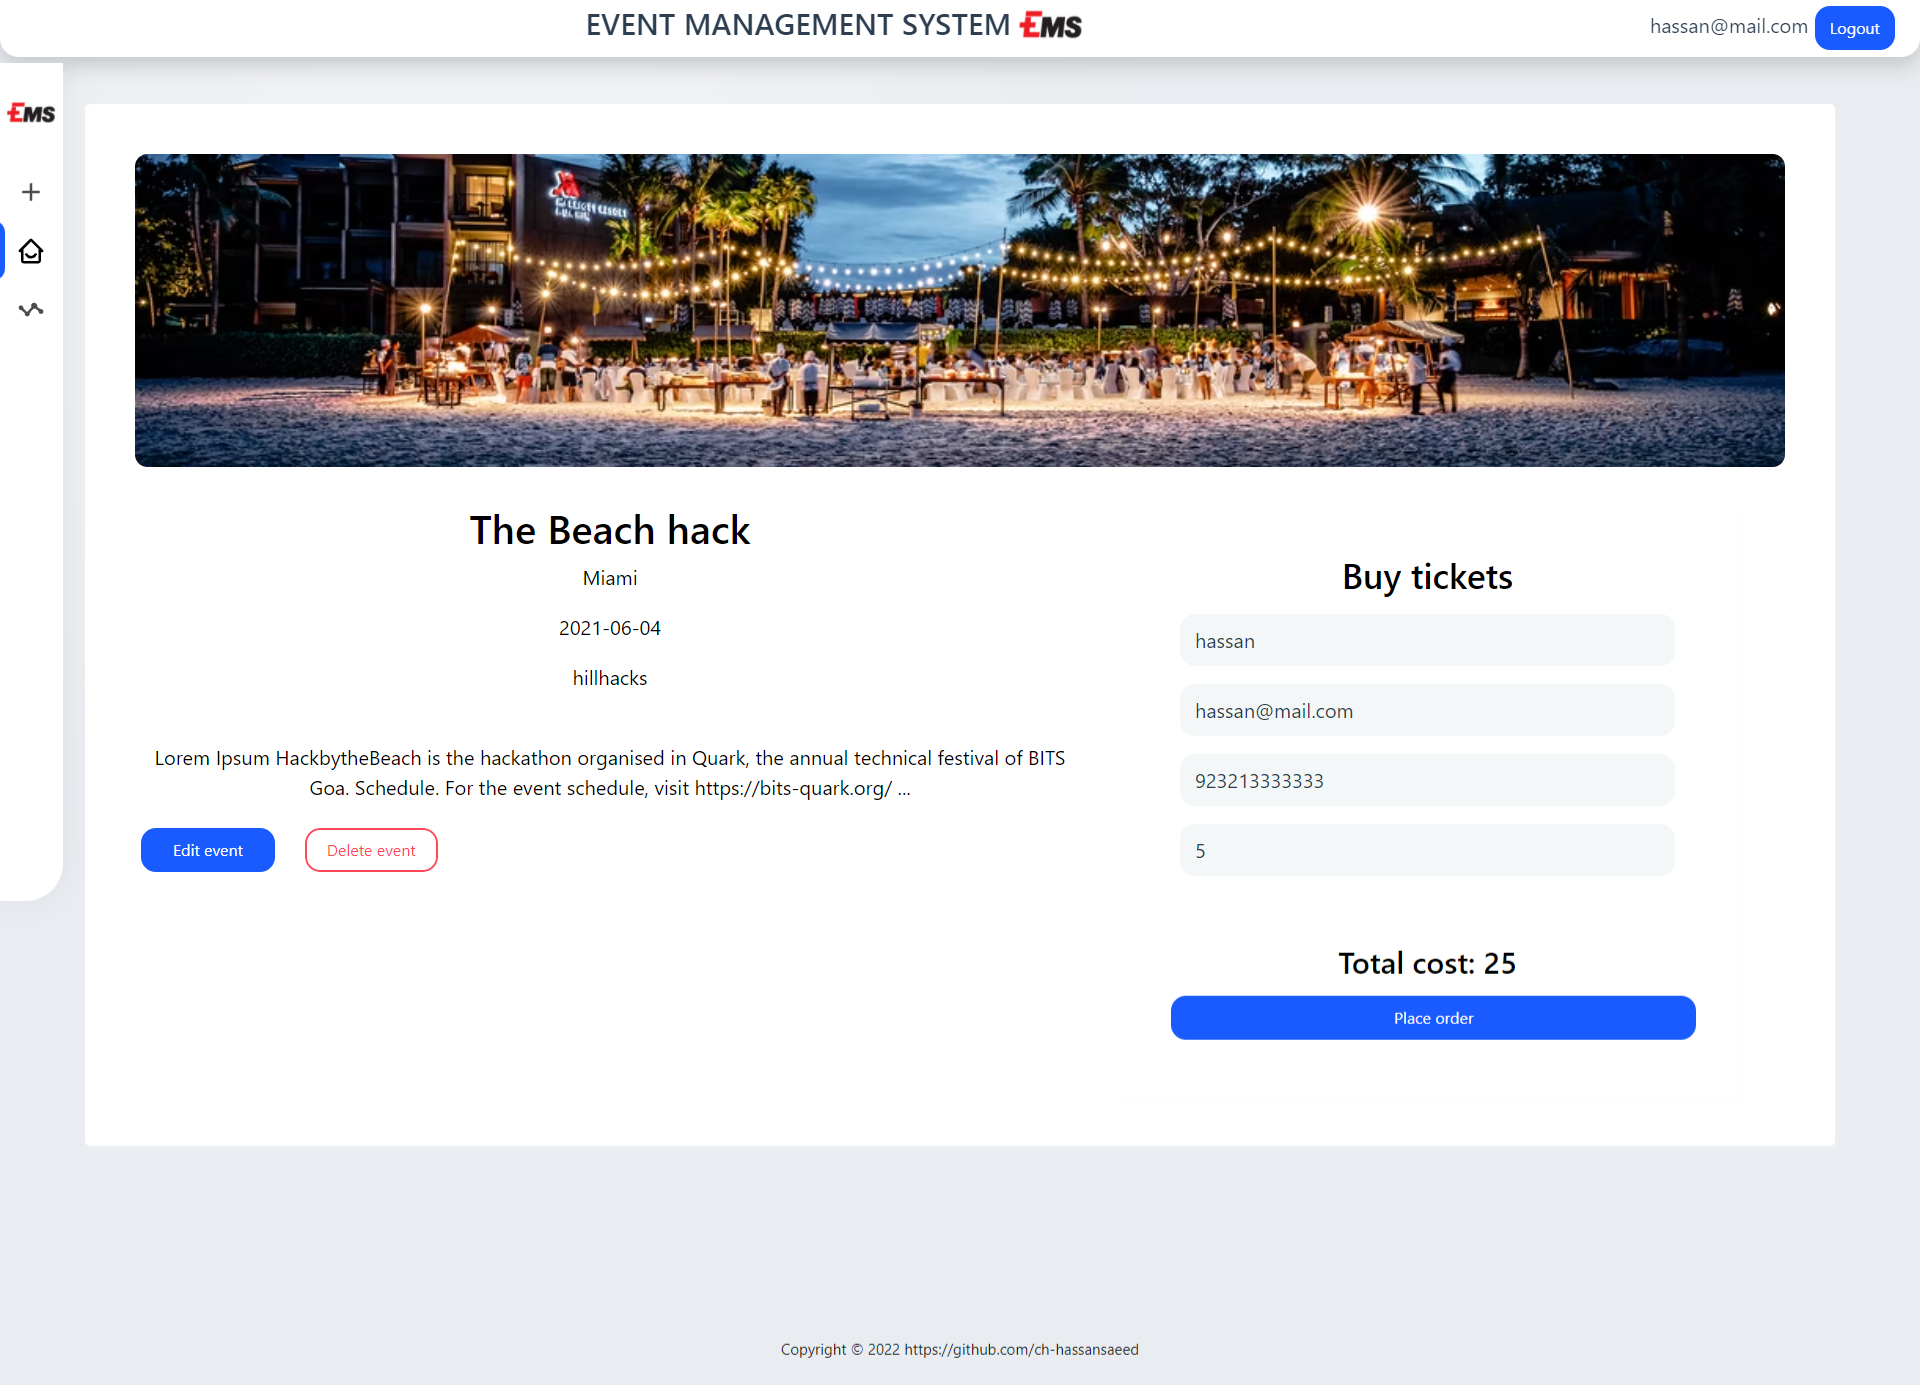 EVENT MANAGEMENT SYSTEM EMS
hassan@mail.com
Logout
EMS
The Beach hack
Miami
2021-06-04
hillhacks
Lorem Ipsum HackbytheBeach is the hackathon organised in Quark, the annual technical festival of BITS
Goa. Schedule. For the event schedule, visit https://bits-quark.org/ ...
Edit event
Delete event
Buy tickets
hassan
hassan@mail.com
923213333333
5
Total cost: 25
Place order
Copyright © 2022 https://github.com/ch-hassansaeed